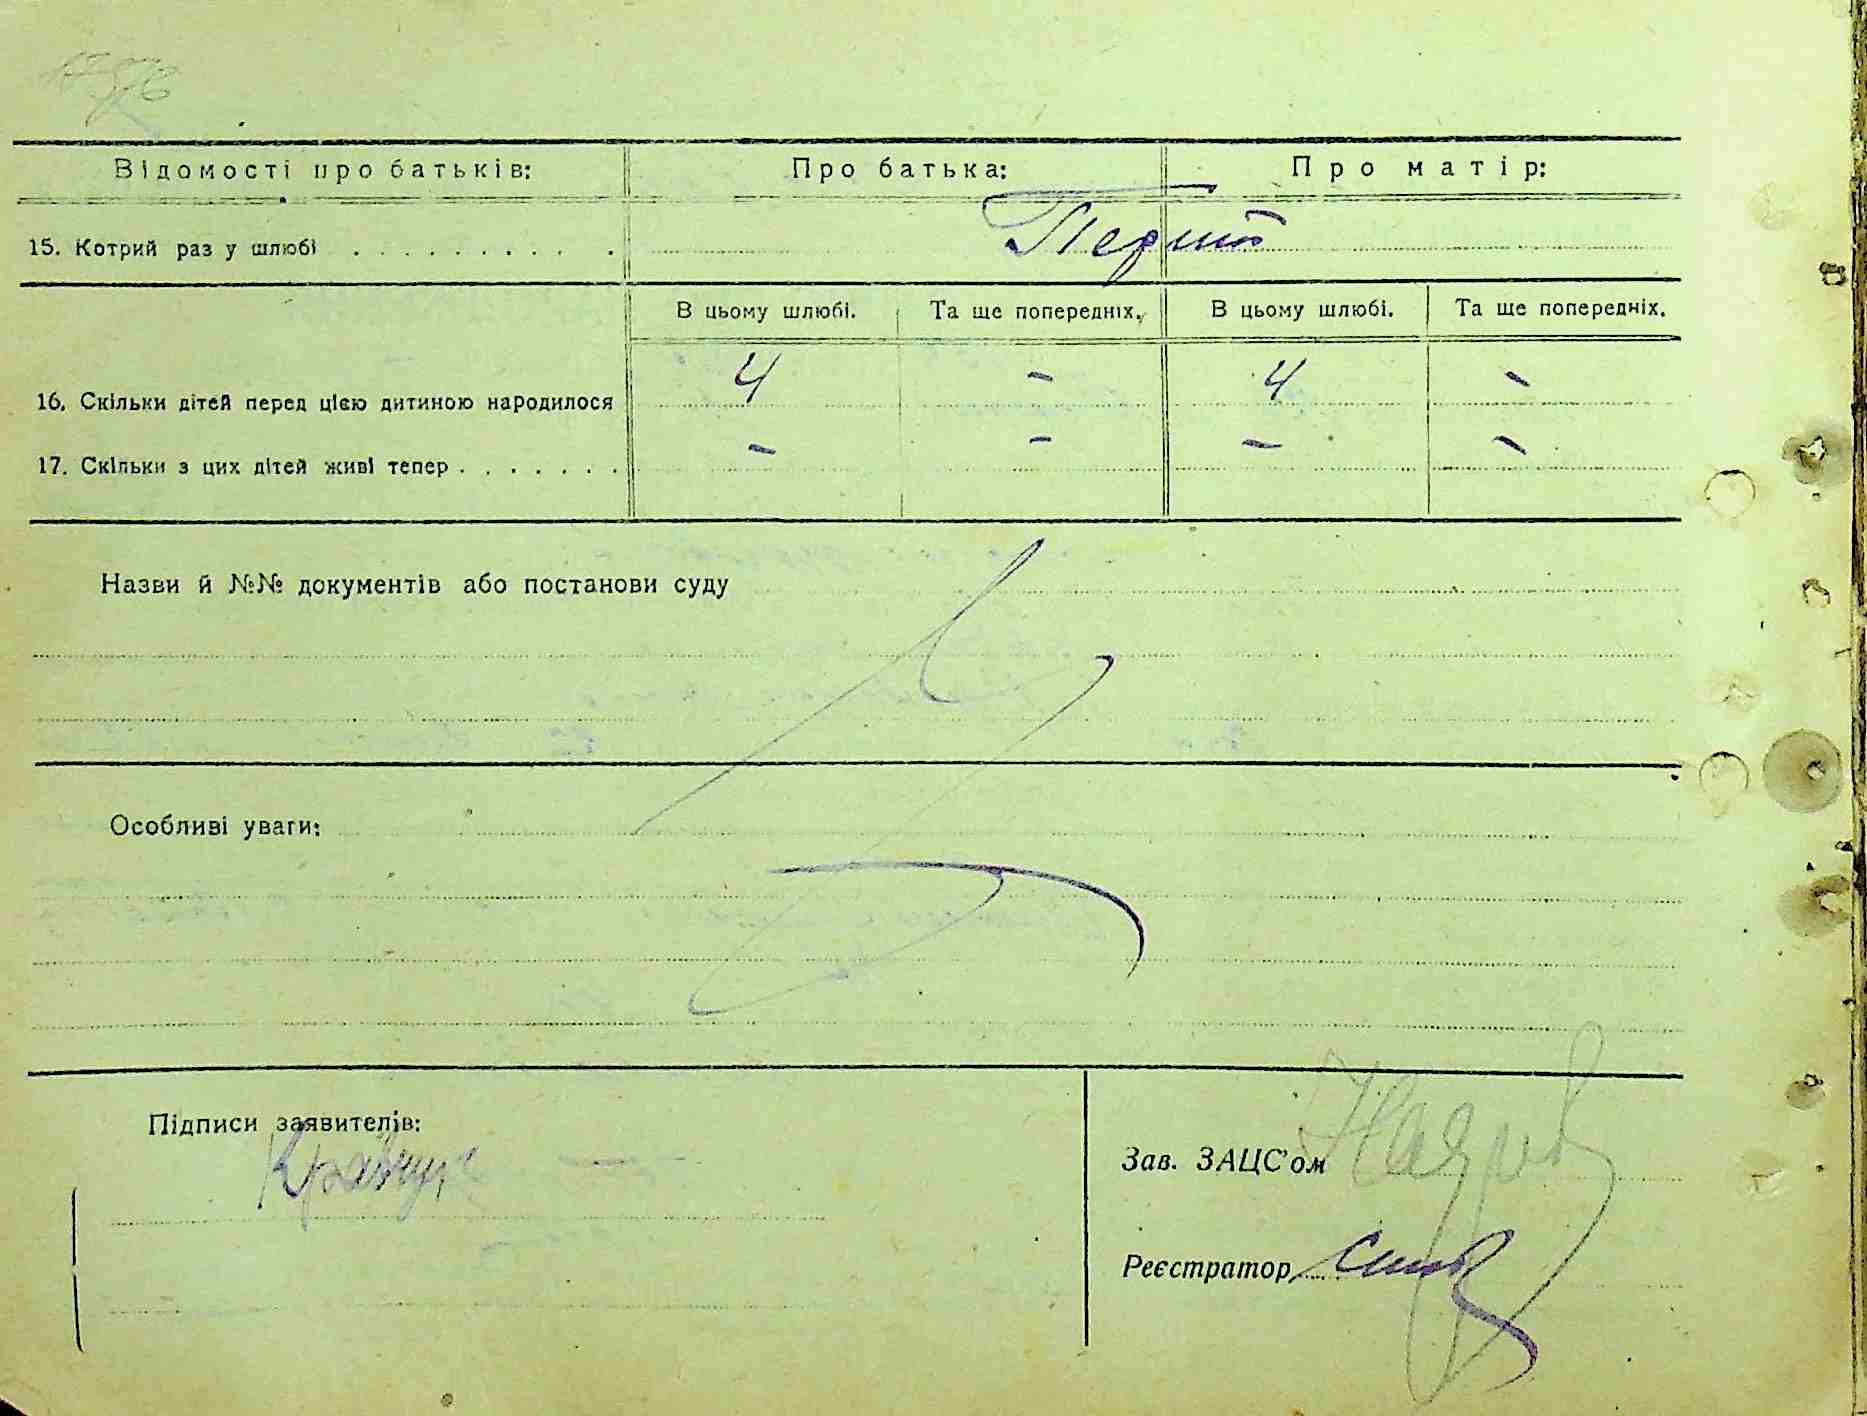 Відомості про батьків: Про батька: Про матір:
15. Котрий раз у шлюбі . . . . . . . . . . Перший
В цьому шлюбі. Та ще попередніх. В цьому шлюбі. Та ще попередніх.
16. Скільки дітей перед цією дитиною народилося 4 – 4 –
17. Скільки з цих дітей живі тепер . . . . . . . – – – –
Назви й №№ документів або постанови суду
Особливі уваги:
Підписи заявителів:
Кравчук
Зав. ЗАЦС'ом
Реєстратор